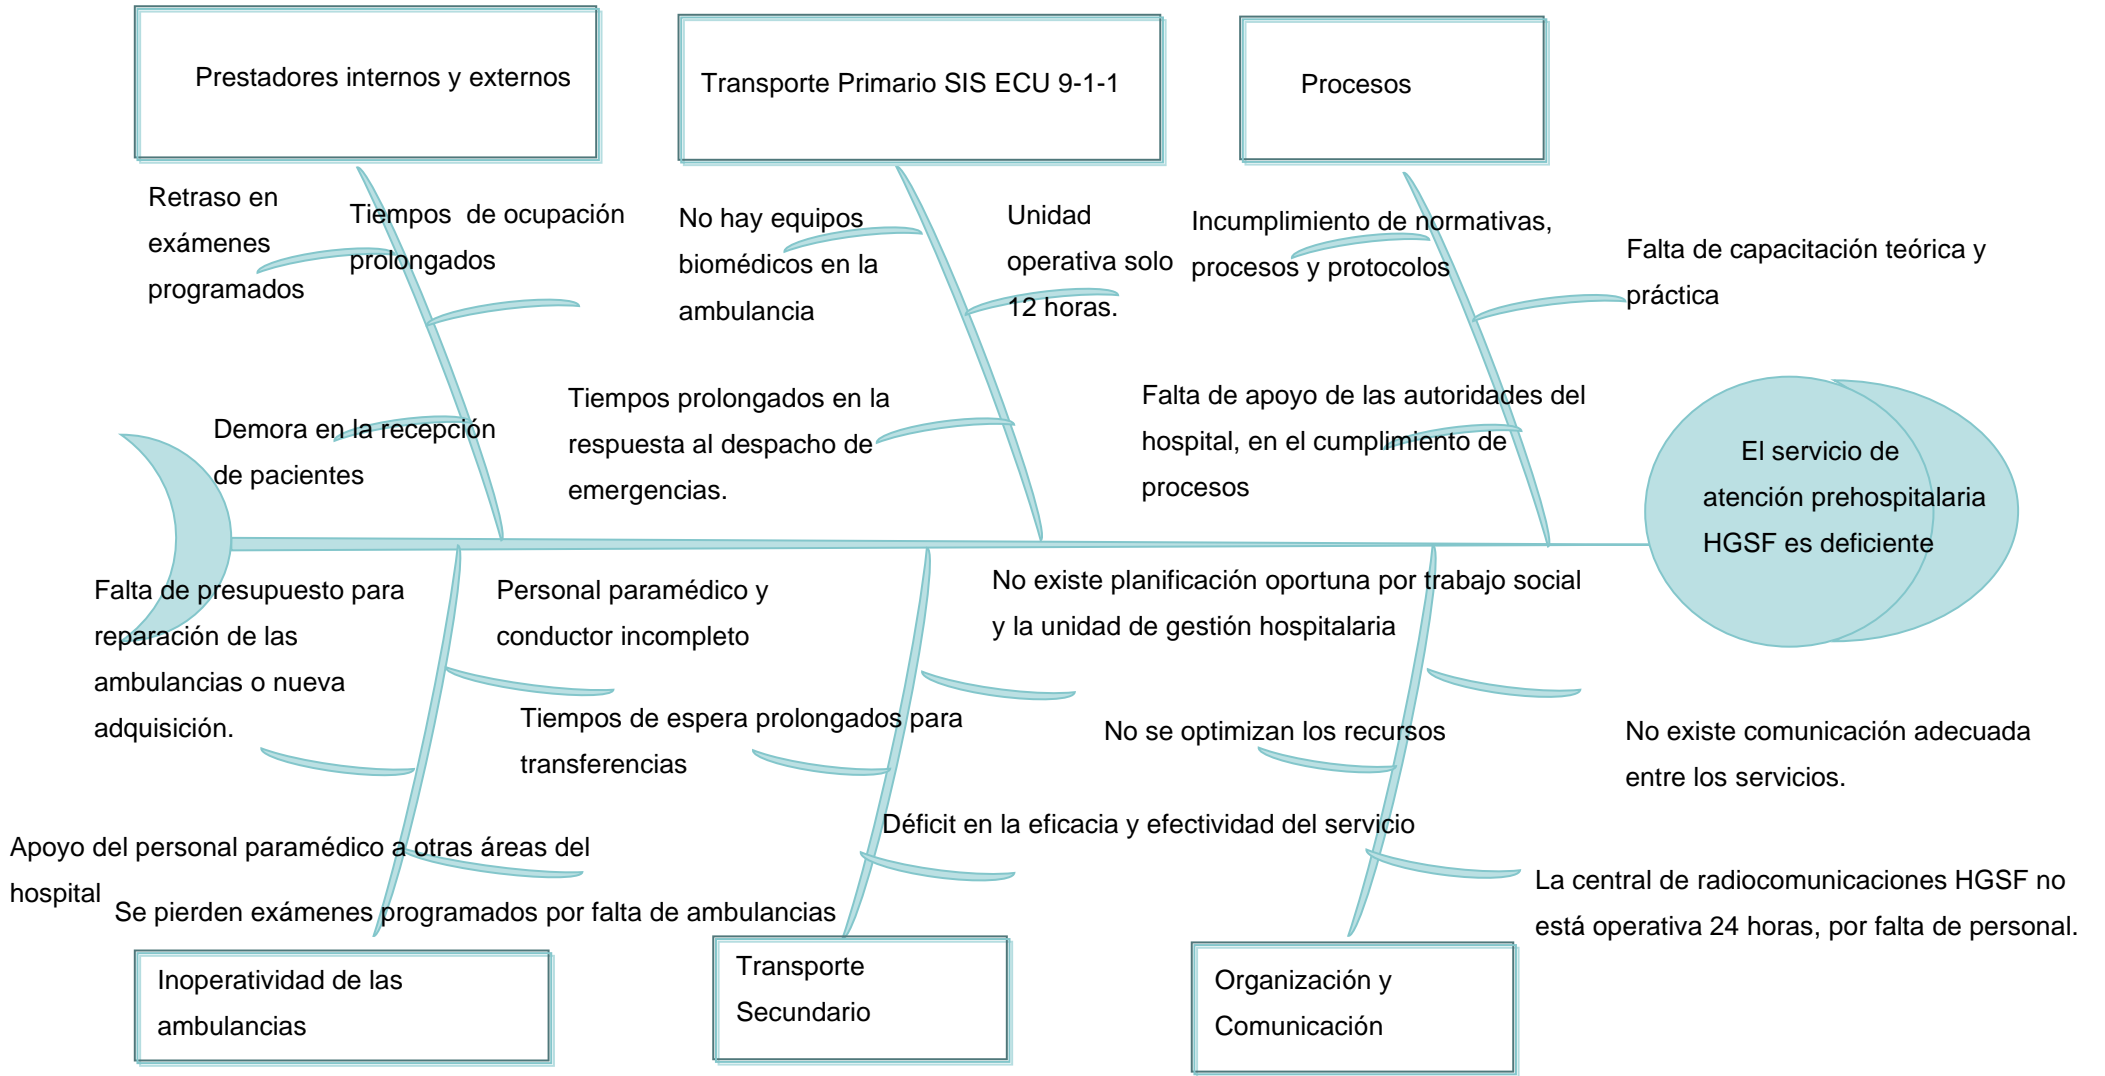 Prestadores internos y externos
Transporte Primario SIS ECU 9-1-1
Procesos
Retraso en
exámenes
programados
Tiempos  de ocupación
prolongados
No hay equipos
biomédicos en la
ambulancia
Unidad
operativa solo
12 horas.
Incumplimiento de normativas,
procesos y protocolos
Falta de capacitación teórica y
práctica
Demora en la recepción
de pacientes
Tiempos prolongados en la
respuesta al despacho de
emergencias.
Falta de apoyo de las autoridades del
hospital, en el cumplimiento de
procesos
El servicio de
atención prehospitalaria
HGSF es deficiente
Falta de presupuesto para
reparación de las
ambulancias o nueva
adquisición.
Personal paramédico y
conductor incompleto
No existe planificación oportuna por trabajo social
y la unidad de gestión hospitalaria
Tiempos de espera prolongados para
transferencias
No se optimizan los recursos
No existe comunicación adecuada
entre los servicios.
Apoyo del personal paramédico a otras áreas del
hospital
Déficit en la eficacia y efectividad del servicio
La central de radiocomunicaciones HGSF no
está operativa 24 horas, por falta de personal.
Se pierden exámenes programados por falta de ambulancias
Inoperatividad de las
ambulancias
Transporte
Secundario
Organización y
Comunicación